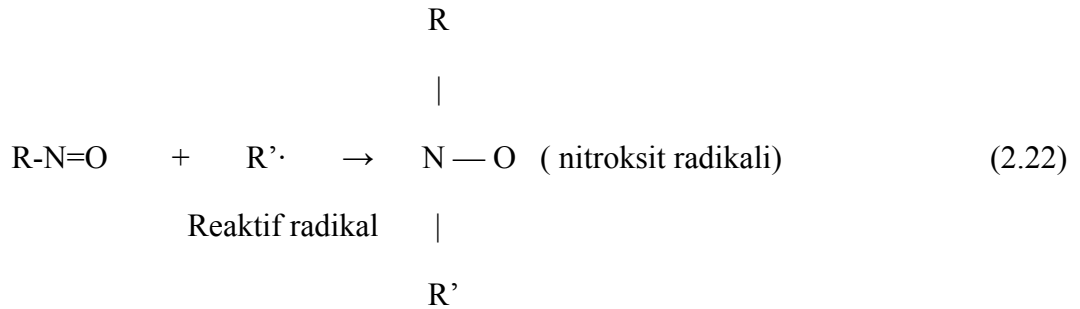 R
|
R-N=O + R’· → N — O ( nitroksit radikali) (2.22)
Reaktif radikal |
R’